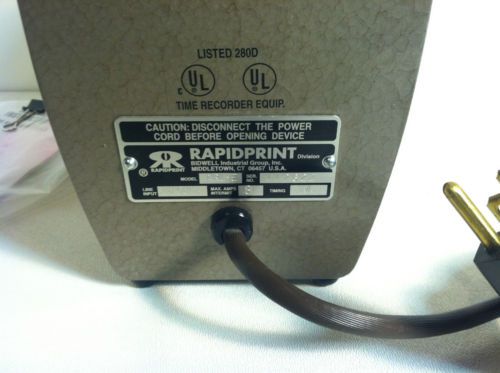 LISTED 280D
C UL UL
TIME RECORDER EQUIP.
CAUTION: DISCONNECT THE POWER
CORD BEFORE OPENING DEVICE
RAPIDPRINT Division
BIDWELL Industrial Group, Inc.
MIDDLETOWN, CT 06457 U.S.A.
® RAPIDPRINT
MODEL SER. NO.
LINE INPUT MAX. AMPS INTERMIT. TIMING